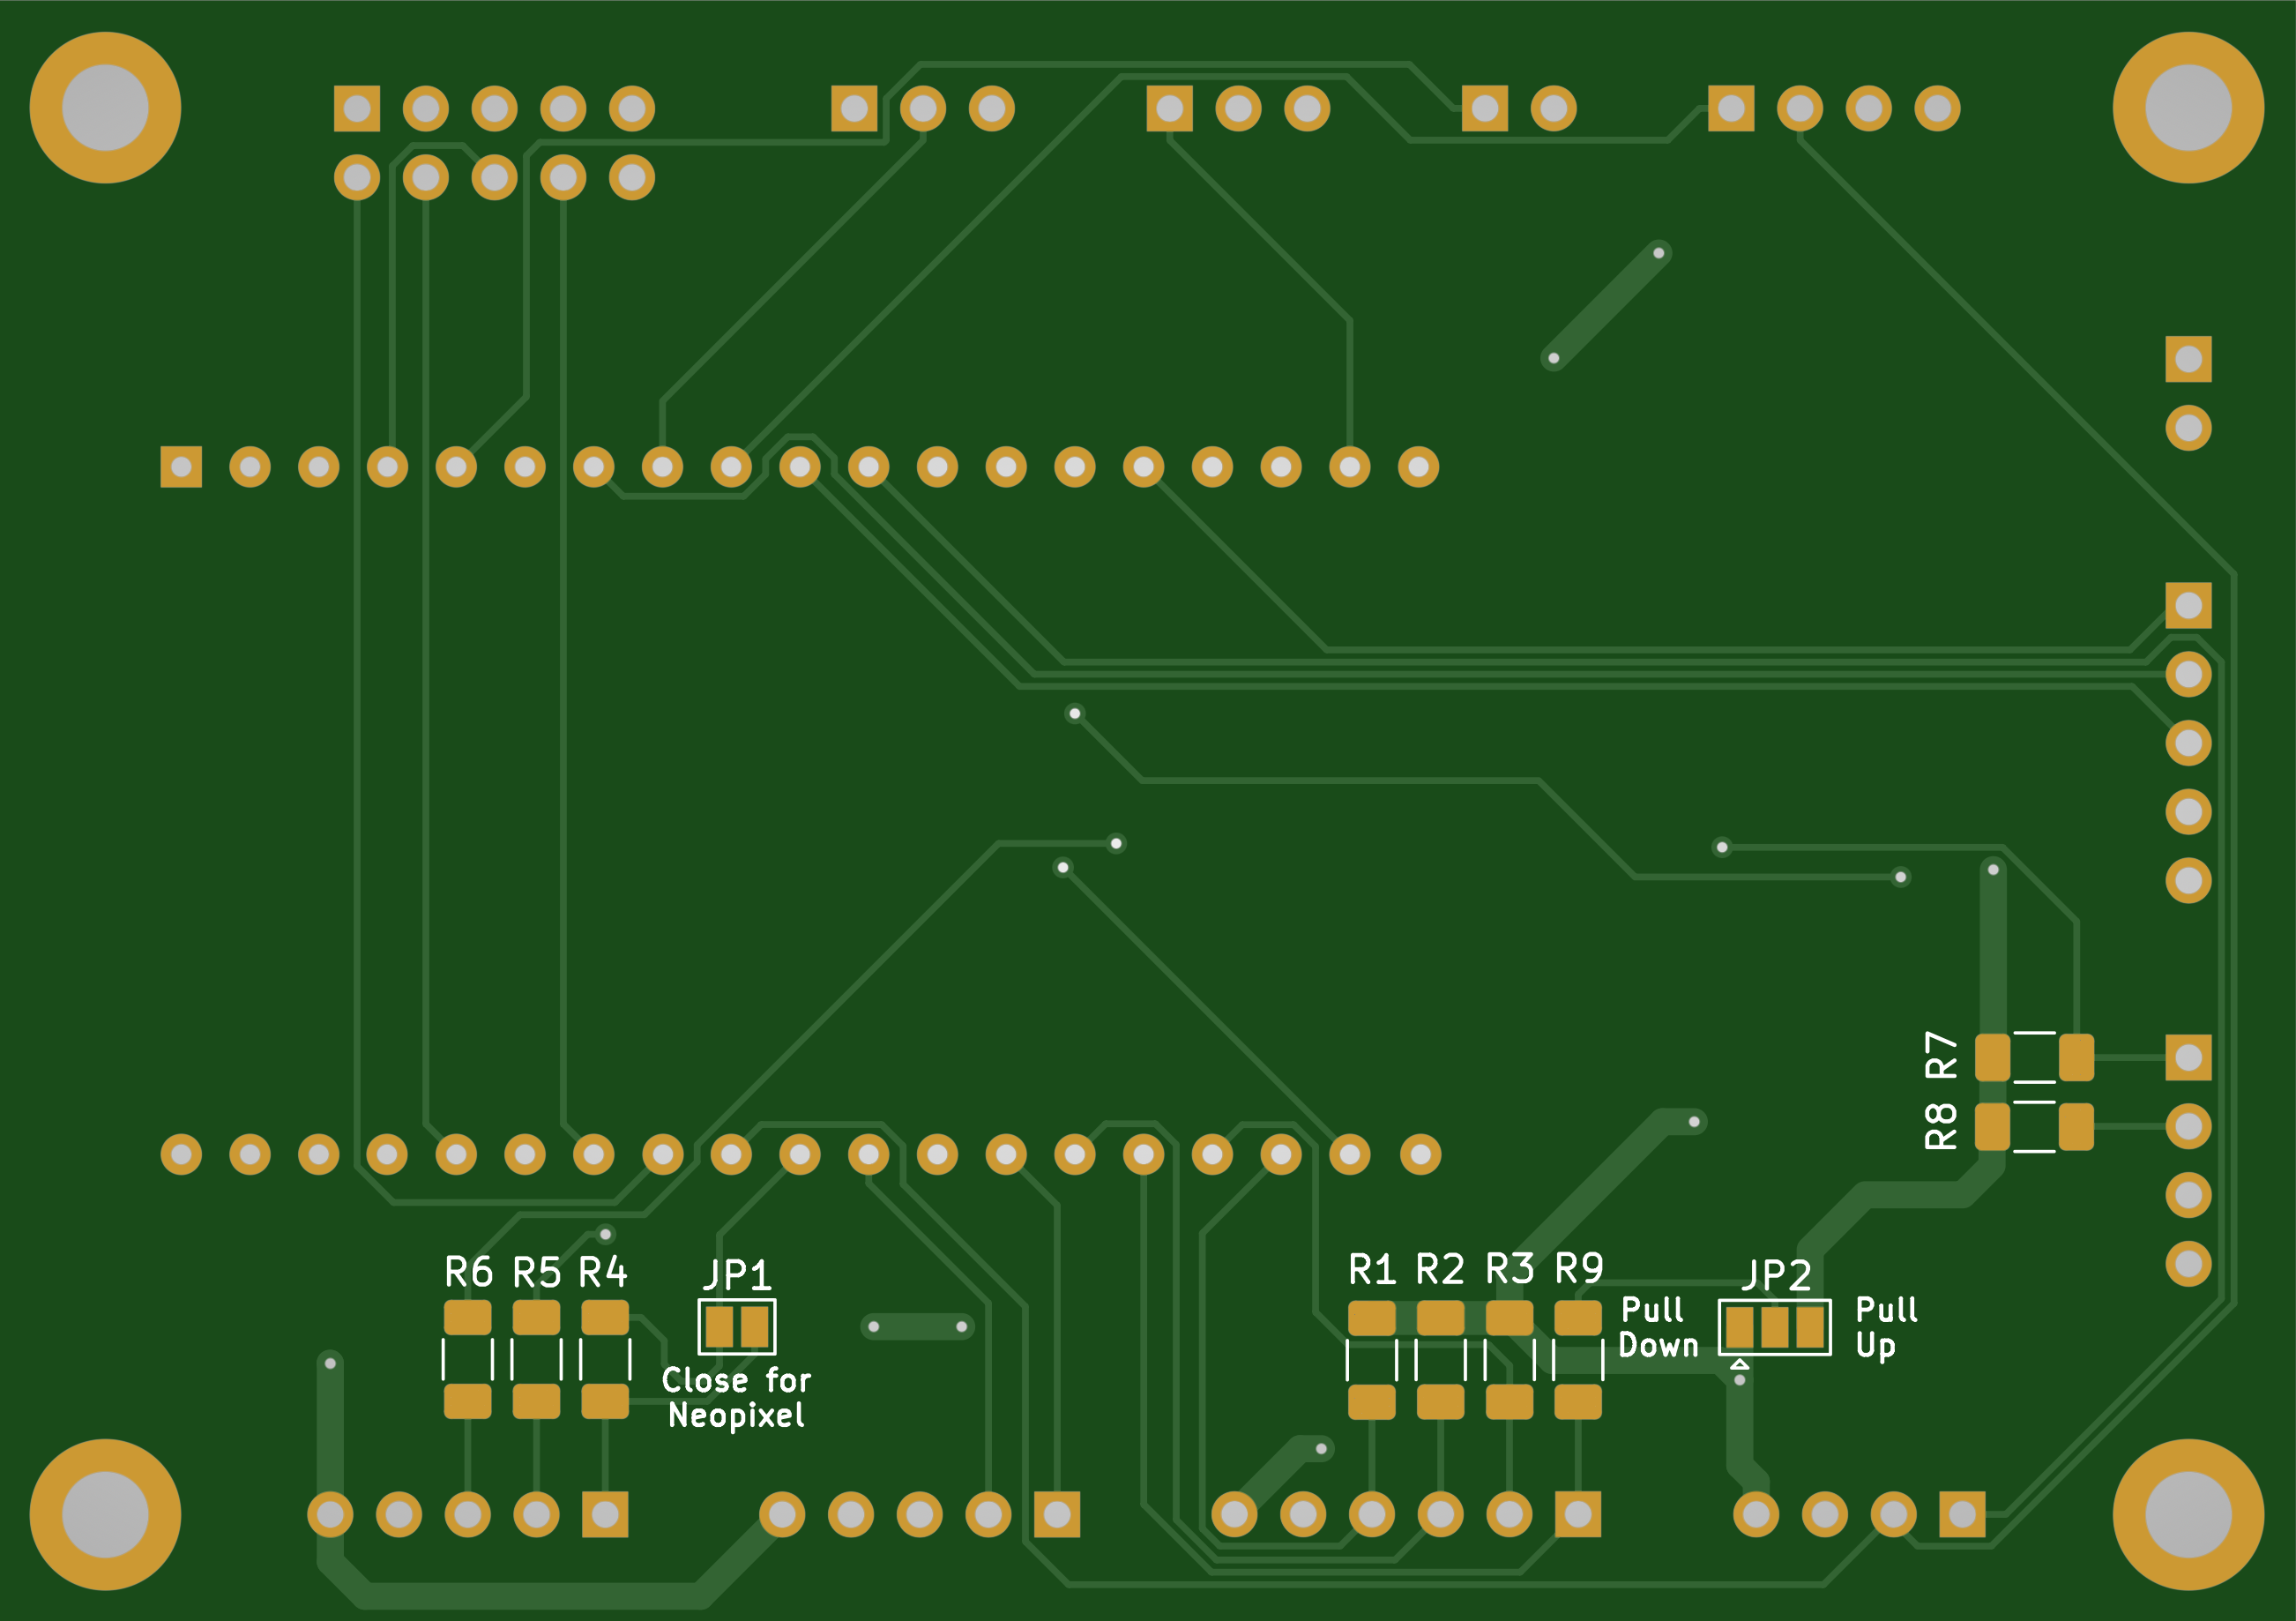 R7
R8
R6 R5 R4 JP1
R1 R2 R3 R9 JP2
Pull
Down
Pull
Up
Close for
Neopixel